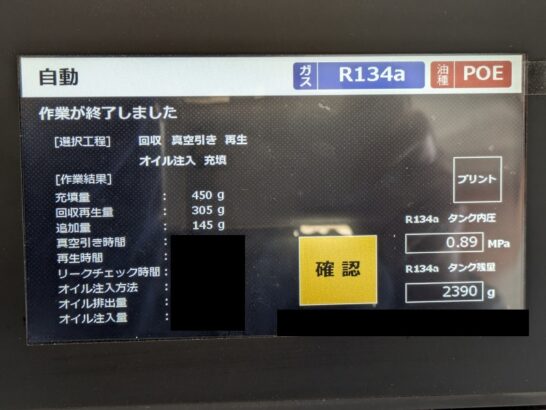 自動 ガス R134a 油種 POE
作業が終了しました
[選択工程] 回収 真空引き 再生
オイル注入 充填
[作業結果]
充填量 : 450 g
回収再生量 : 305 g
追加量 : 145 g
真空引き時間 :
再生時間 :
リークチェック時間 :
オイル注入方法 :
オイル排出量 :
オイル注入量 :
確認
プリント
R134a タンク内圧
0.89 MPa
R134a タンク残量
2390 g